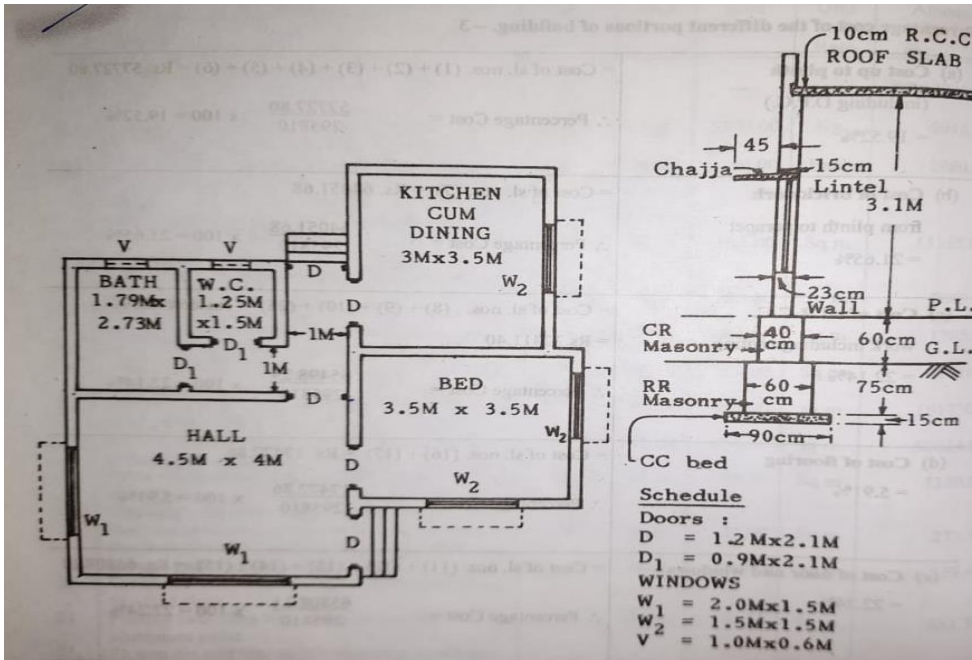 KITCHEN
CUM
DINING
3Mx3.5M
W2
V
V
D
BATH
1.79Mx
2.73M
W.C.
1.25M
x1.5M
D
1M
D1
D1
1M
D
BED
3.5M x 3.5M
W2
W2
HALL
4.5M x 4M
D
D
W1
W1
10cm R.C.C
ROOF SLAB
45
Chajja
15cm
Lintel
3.1M
23cm
Wall
P.L.
CR
Masonry
40
cm
60cm
G.L.
RR
Masonry
60
cm
75cm
15cm
90cm
CC bed
Schedule
Doors :
D = 1.2Mx2.1M
D1 = 0.9Mx2.1M
WINDOWS
W1 = 2.0Mx1.5M
W2 = 1.5Mx1.5M
V = 1.0Mx0.6M